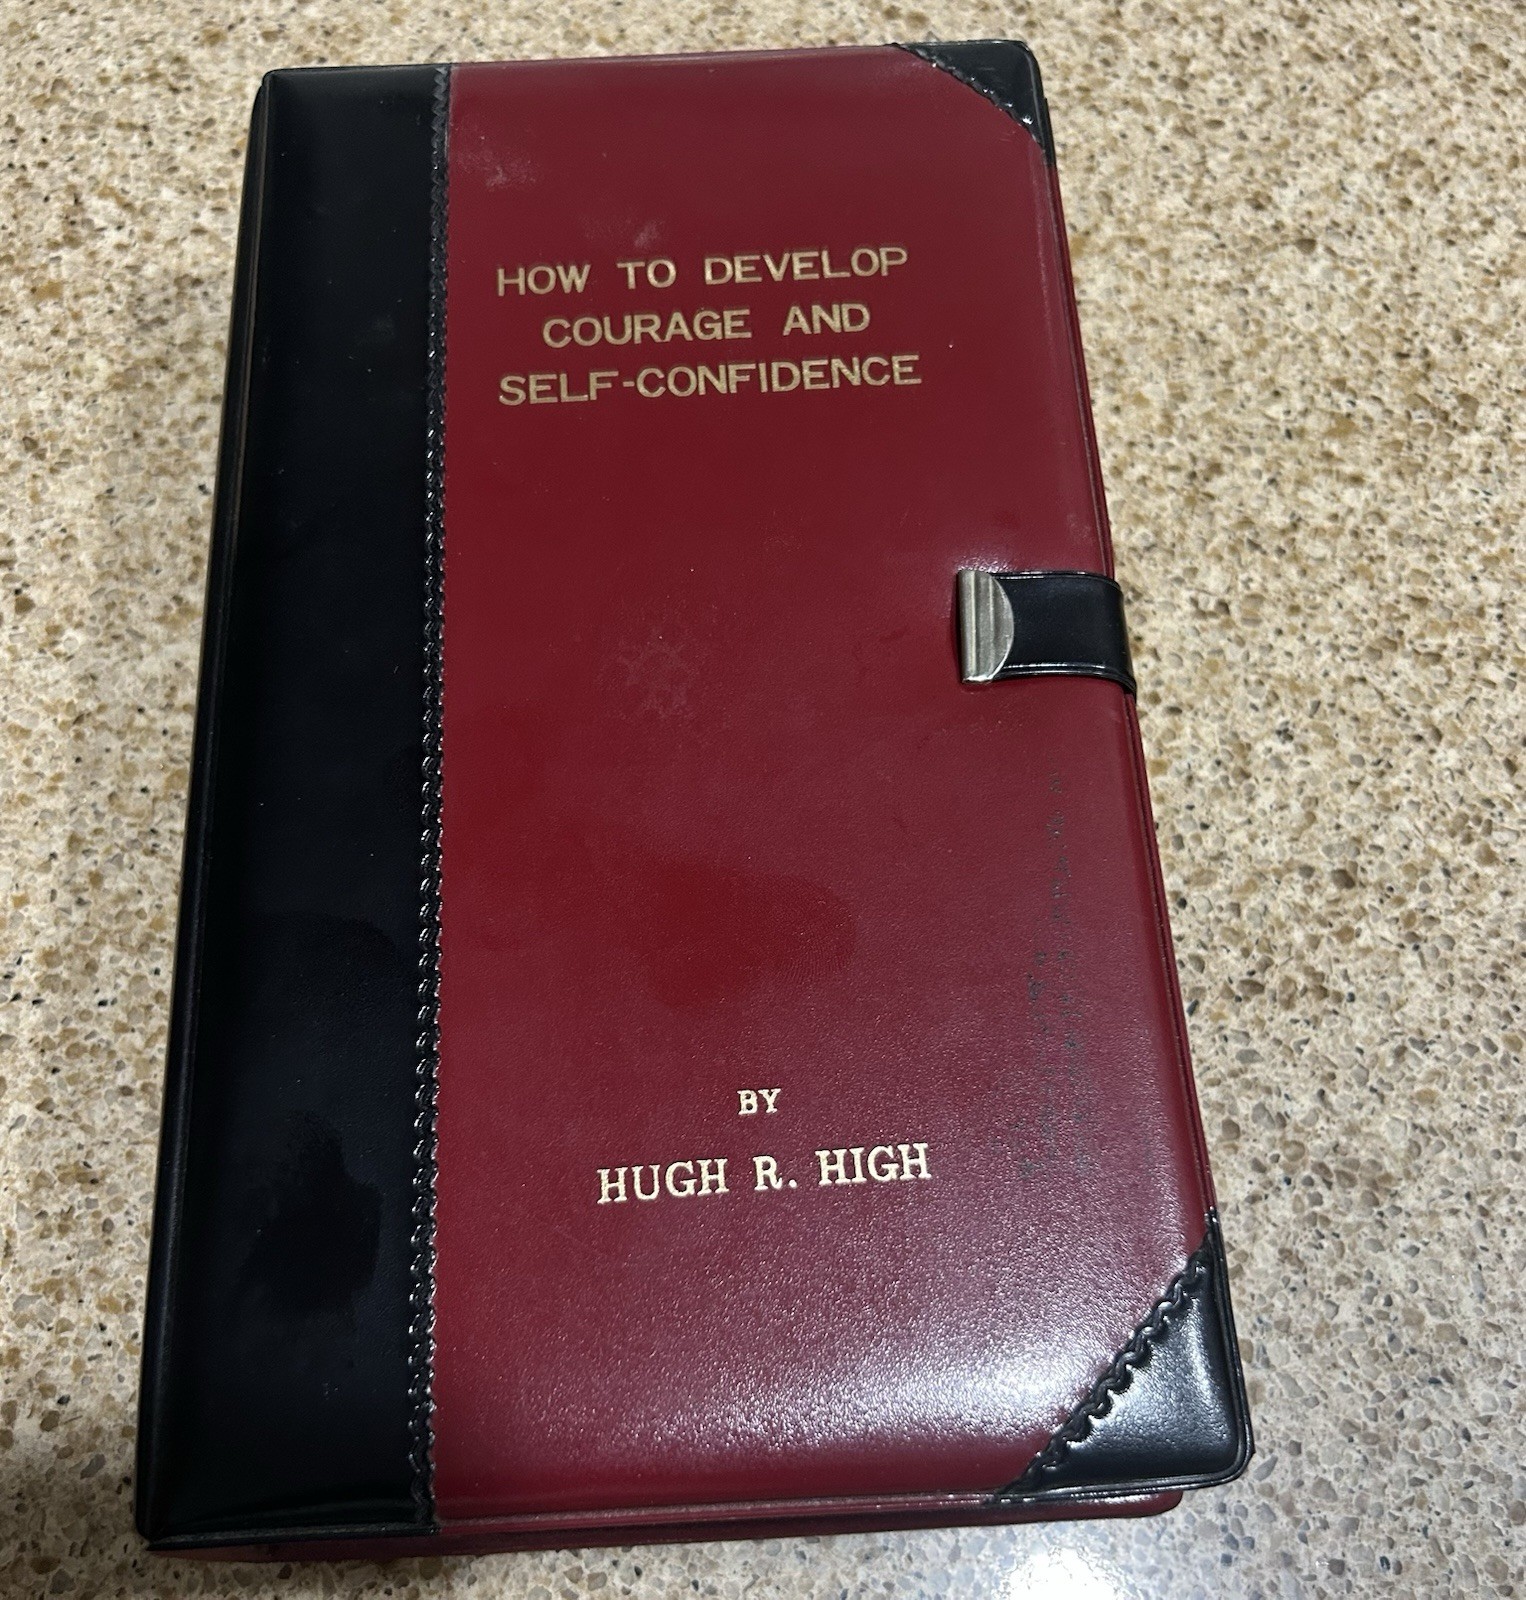 HOW TO DEVELOP
COURAGE AND
SELF-CONFIDENCE
BY
HUGH R. HIGH